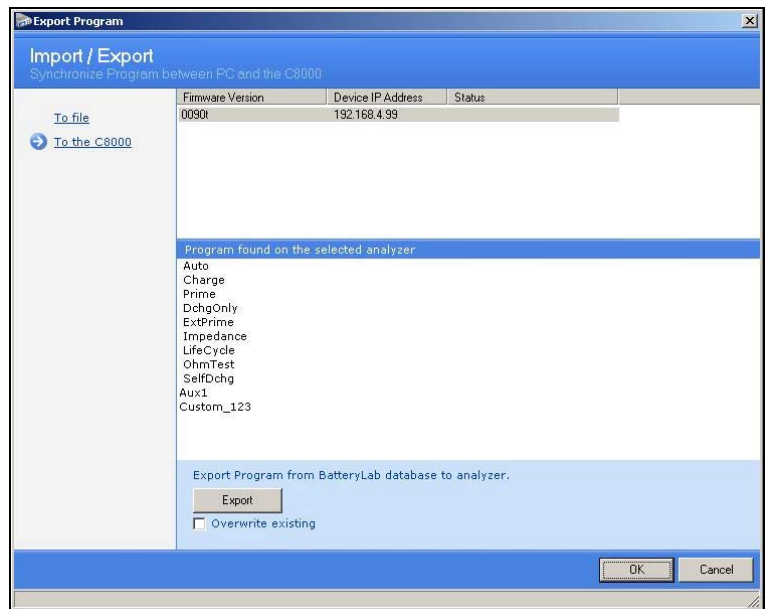 Export Program
Import / Export
Synchronize Program between PC and the C8000
To file
To the C8000
Firmware Version Device IP Address Status
0090t 192.168.4.99
Program found on the selected analyzer
Auto
Charge
Prime
DchgOnly
ExtPrime
Impedance
LifeCycle
OhmTest
SelfDchg
Aux1
Custom_123
Export Program from BatteryLab database to analyzer.
Export
Overwrite existing
OK Cancel